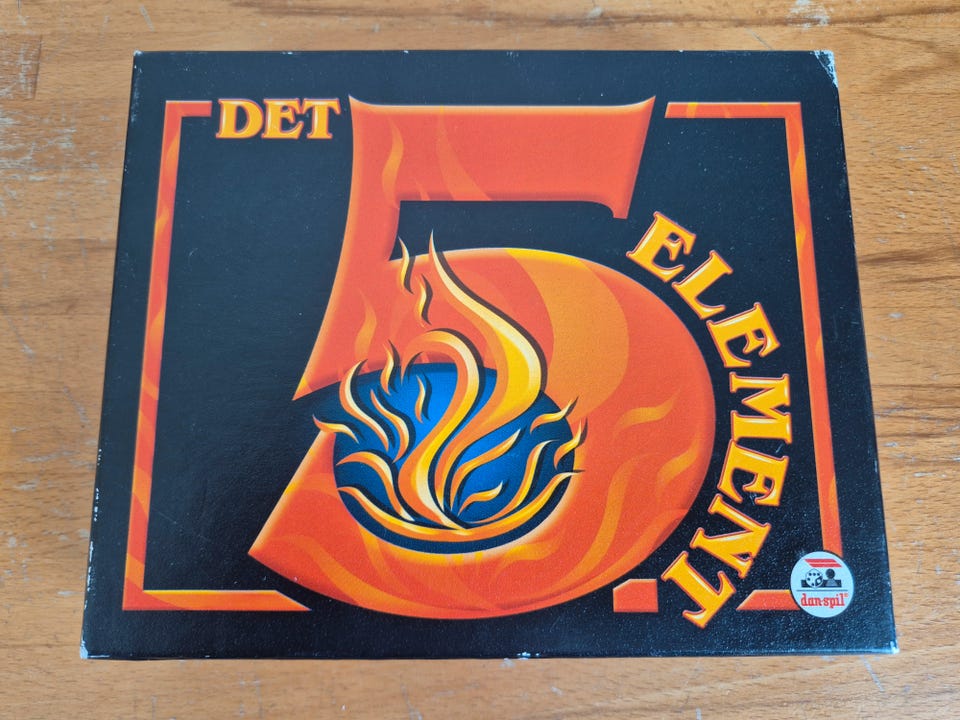 DET
5
ELEMENT
dan-spil®